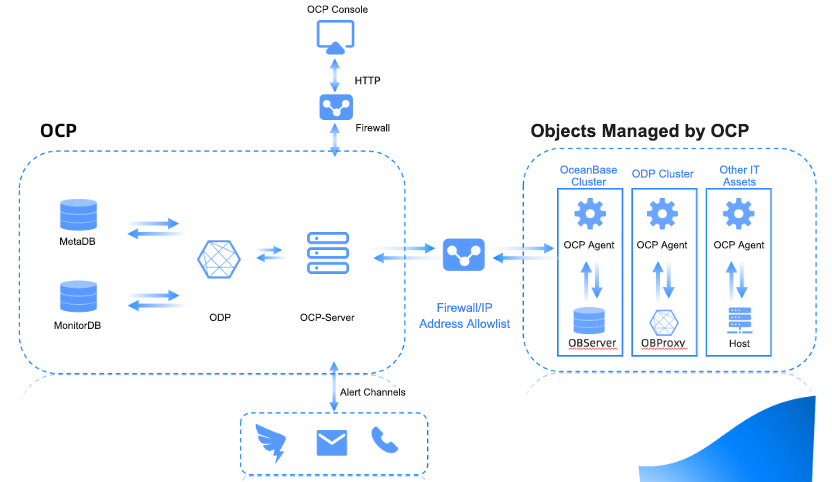 OCP Console
HTTP
Firewall
OCP
Objects Managed by OCP
OceanBase
Cluster
ODP Cluster
Other IT
Assets
MetaDB
OCP Agent
OCP Agent
OCP Agent
MonitorDB
ODP
OCP-Server
Firewall/IP
Address Allowlist
OBServer
OBProxy
Host
Alert Channels